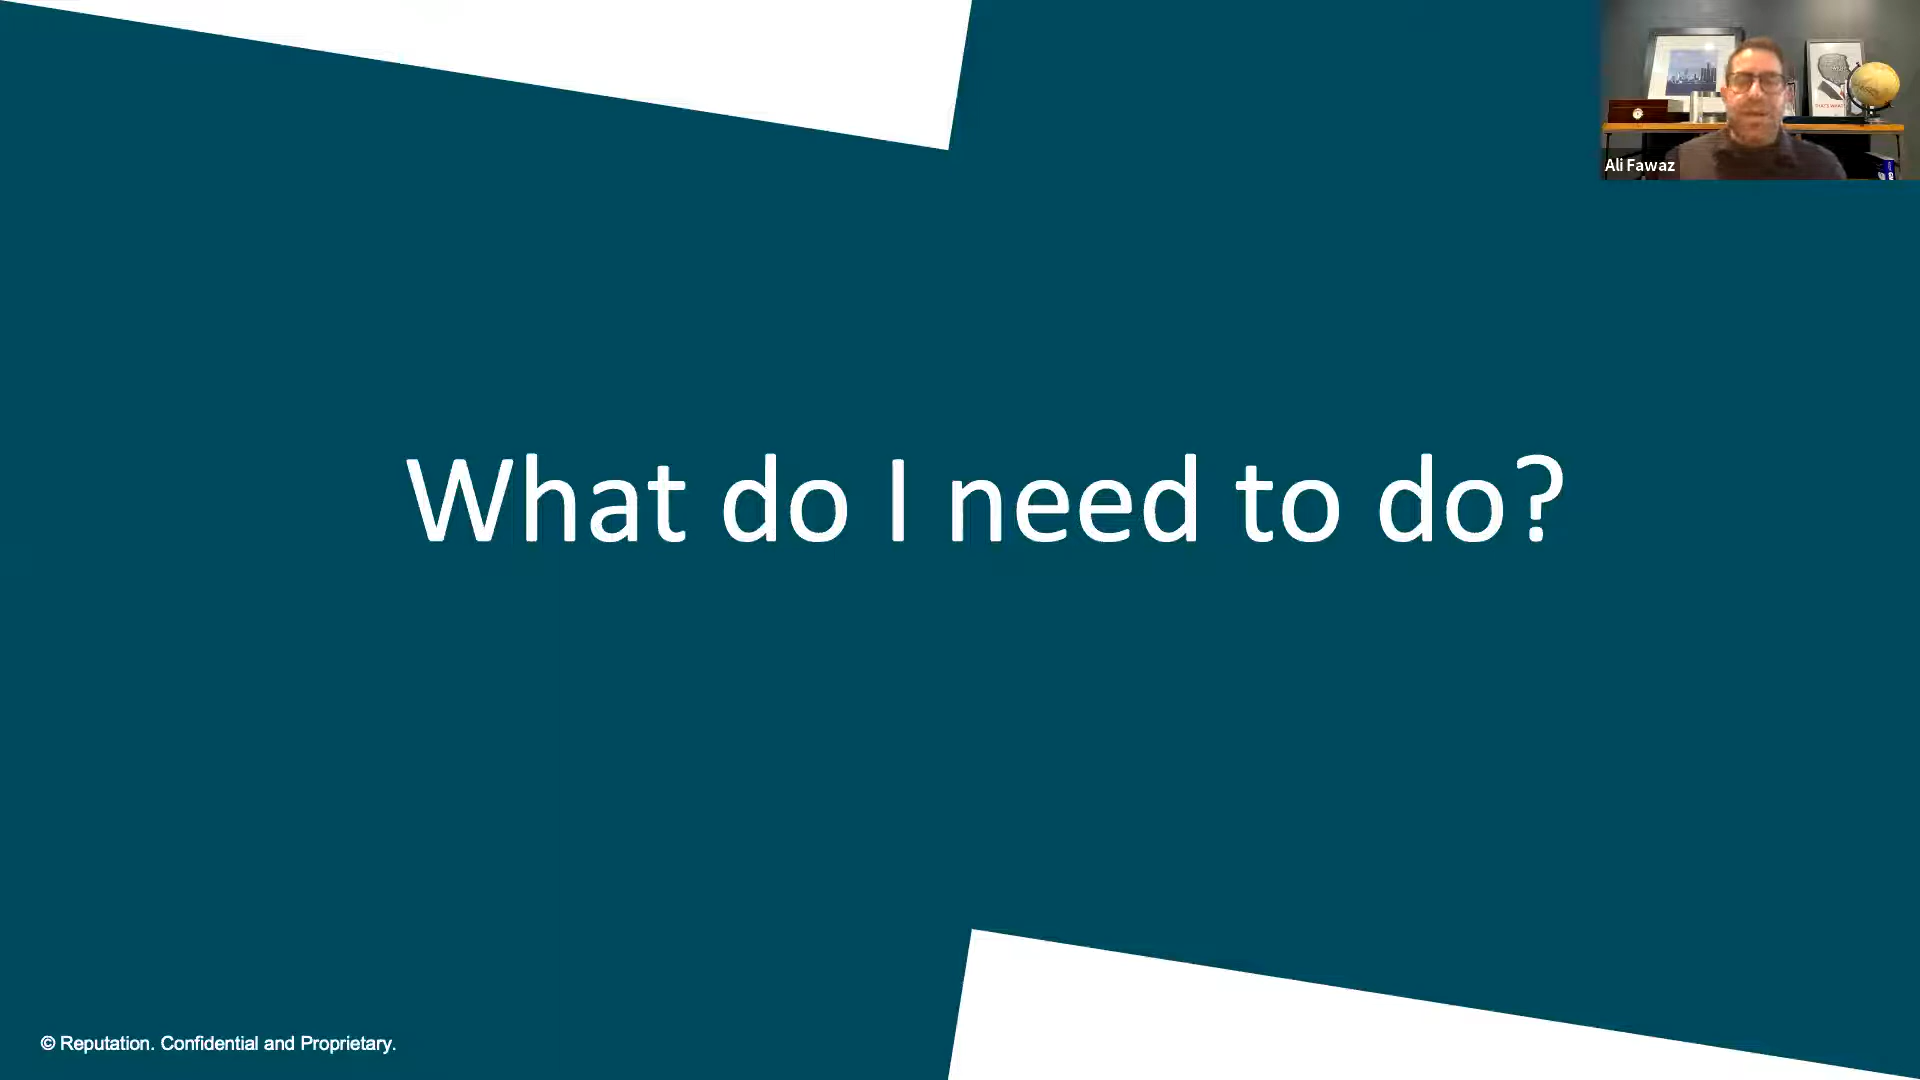 Ali Fawaz
What do I need to do?
© Reputation. Confidential and Proprietary.